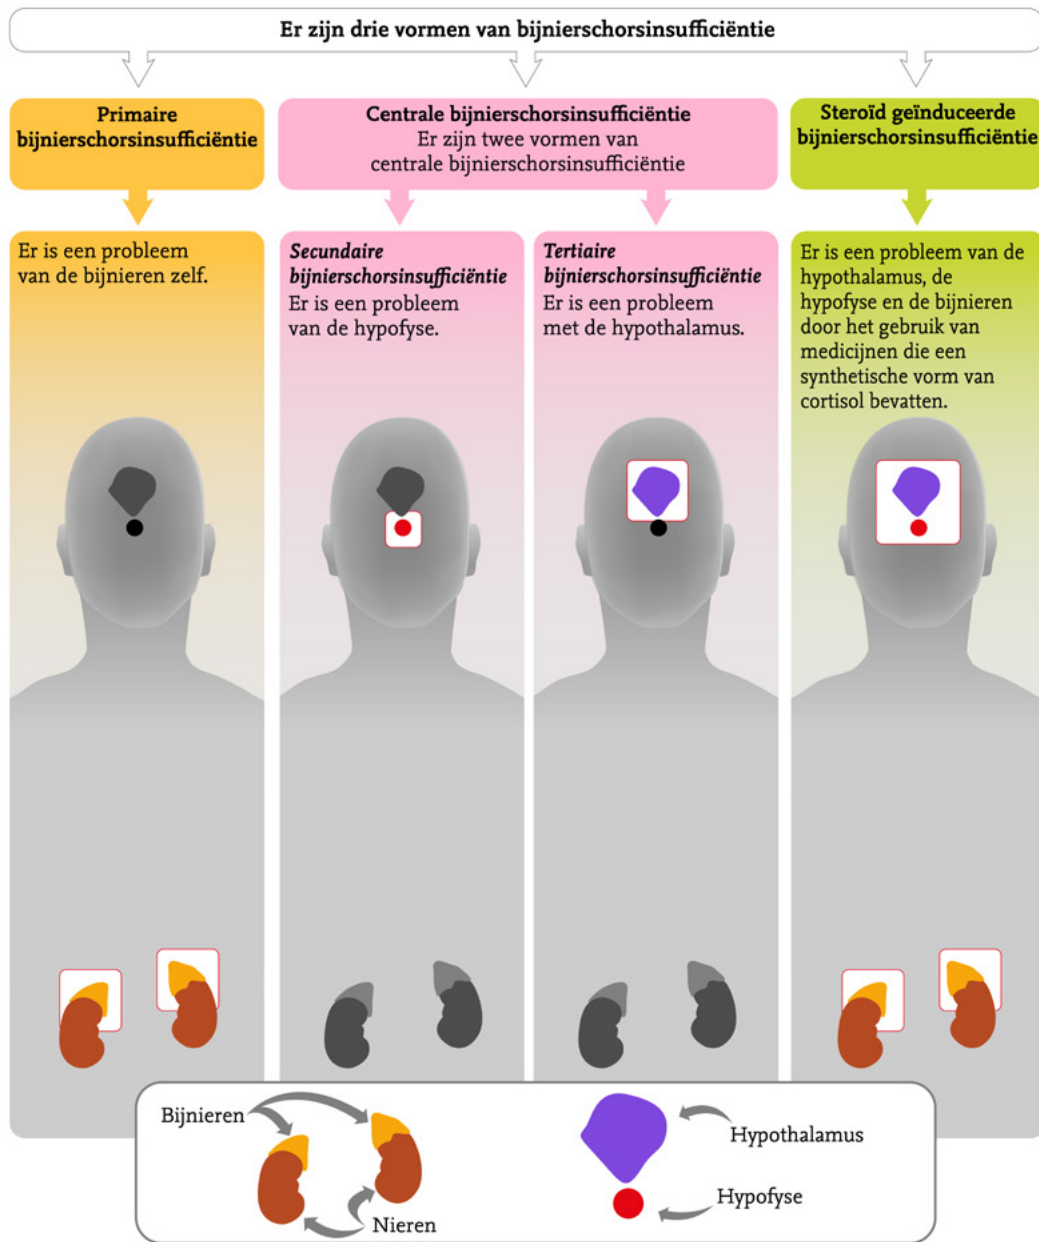 Er zijn drie vormen van bijnierschorsinsufficiëntie
Primaire
bijnierschorsinsufficiëntie
Centrale bijnierschorsinsufficiëntie
Er zijn twee vormen van
centrale bijnierschorsinsufficiëntie
Steroïd geïnduceerde
bijnierschorsinsufficiëntie
Er is een probleem
van de bijnieren zelf.
Secundaire
bijnierschorsinsufficiëntie
Er is een probleem
van de hypofyse.
Tertiaire
bijnierschorsinsufficiëntie
Er is een probleem
met de hypothalamus.
Er is een probleem van de
hypothalamus, de
hypofyse en de bijnieren
door het gebruik van
medicijnen die een
synthetische vorm van
cortisol bevatten.
Bijnieren
Nieren
Hypothalamus
Hypofyse